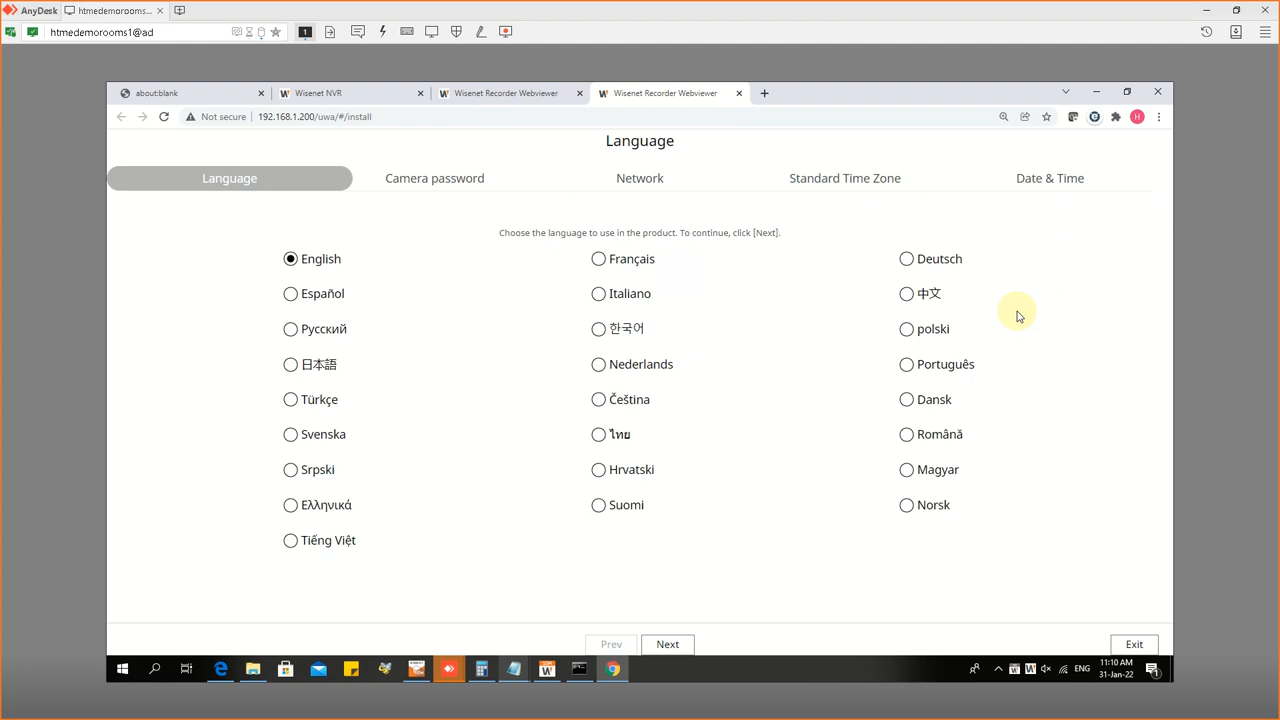 AnyDesk
htmedemorooms...
htmedemorooms1@ad
1
about:blank
Wisenet NVR
Wisenet Recorder Webviewer
Wisenet Recorder Webviewer
Not secure
192.168.1.200/uwa/#/install
H
Language
Language
Camera password
Network
Standard Time Zone
Date & Time
Choose the language to use in the product. To continue, click [Next].
English
Français
Deutsch
Español
Italiano
中文
Русский
한국어
polski
日本語
Nederlands
Português
Türkçe
Čeština
Dansk
Svenska
ไทย
Română
Srpski
Hrvatski
Magyar
Ελληνικά
Suomi
Norsk
Tiếng Việt
Prev
Next
Exit
ENG
11:10 AM
31-Jan-22
1